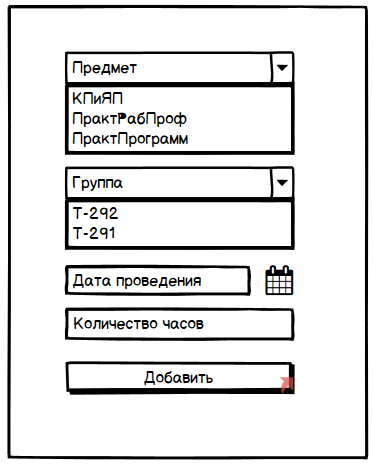 Предмет
КПиЯП
ПрактРабПроф
ПрактПрограмм
Группа
Т-292
Т-291
Дата проведения
Количество часов
Добавить